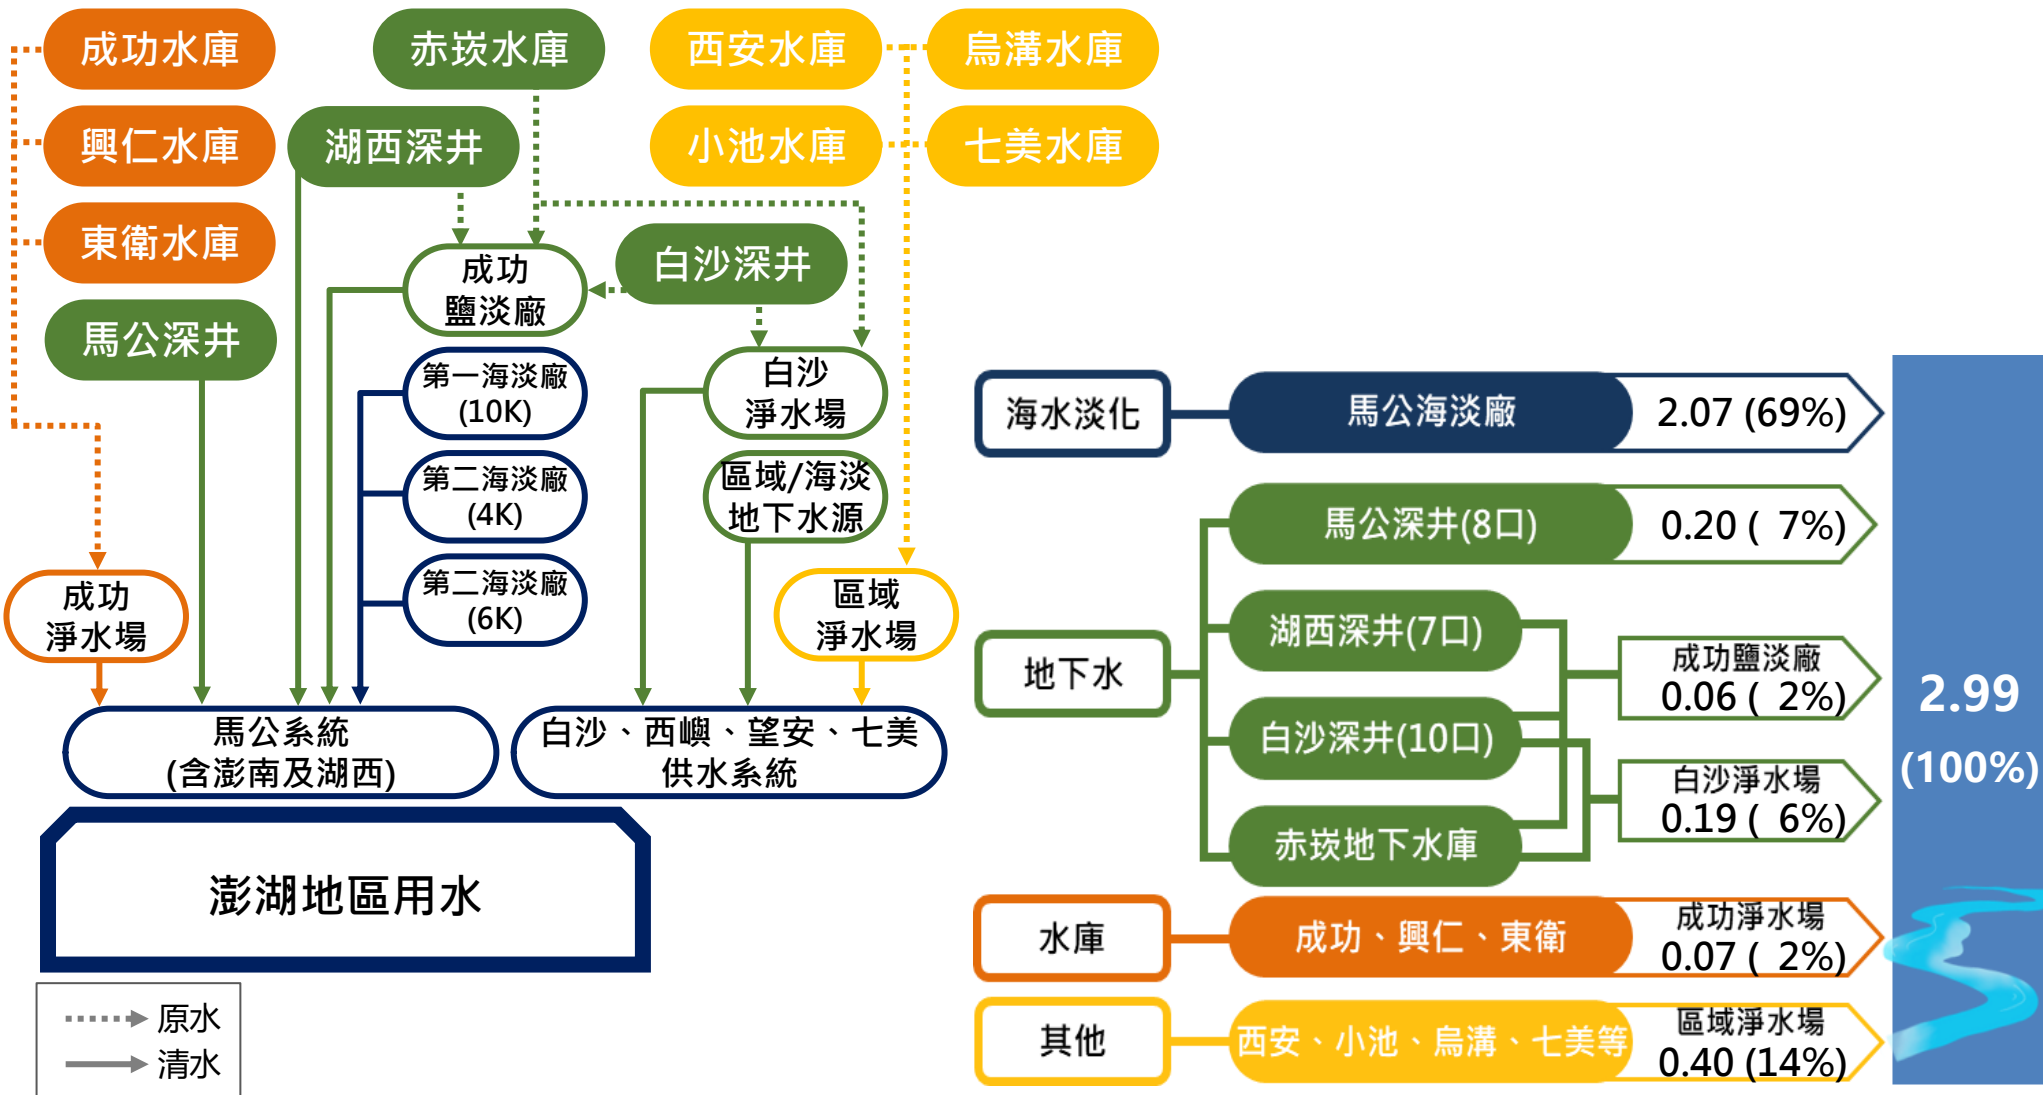 成功水庫
赤崁水庫
西安水庫
烏溝水庫
興仁水庫
湖西深井
小池水庫
七美水庫
東衛水庫
成功
鹽淡廠
白沙深井
馬公深井
第一海淡廠
(10K)
白沙
淨水場
第二海淡廠
(4K)
區域/海淡
地下水源
第二海淡廠
(6K)
成功
淨水場
區域
淨水場
馬公系統
(含澎南及湖西)
白沙、西嶼、望安、七美
供水系統
澎湖地區用水
原水
清水
海水淡化
馬公海淡廠
2.07 (69%)
地下水
馬公深井(8口)
0.20 ( 7%)
湖西深井(7口)
白沙深井(10口)
赤崁地下水庫
成功鹽淡廠
0.06 ( 2%)
白沙淨水場
0.19 ( 6%)
水庫
成功、興仁、東衛
成功淨水場
0.07 ( 2%)
其他
西安、小池、烏溝、七美等
區域淨水場
0.40 (14%)
2.99
(100%)